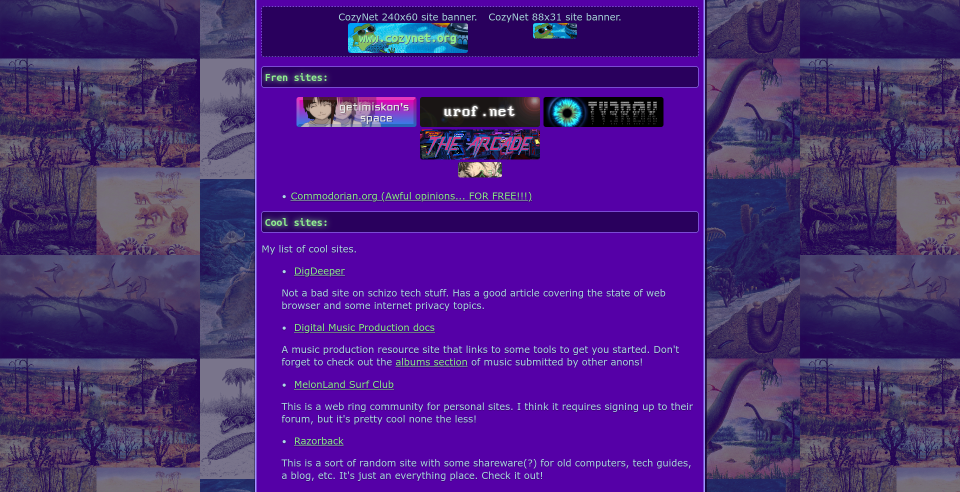 CozyNet 240x60 site banner. CozyNet 88x31 site banner.
www.cozynet.org
Fren sites:
getimiskon's
space
urof.net
THE ARCADE
• Commodorian.org (Awful opinions... FOR FREE!!!)
Cool sites:
My list of cool sites.
• DigDeeper
Not a bad site on schizo tech stuff. Has a good article covering the state of web
browser and some internet privacy topics.
• Digital Music Production docs
A music production resource site that links to some tools to get you started. Don't
forget to check out the albums section of music submitted by other anons!
• MelonLand Surf Club
This is a web ring community for personal sites. I think it requires signing up to their
forum, but it's pretty cool none the less!
• Razorback
This is a sort of random site with some shareware(?) for old computers, tech guides,
a blog, etc. It's just an everything place. Check it out!